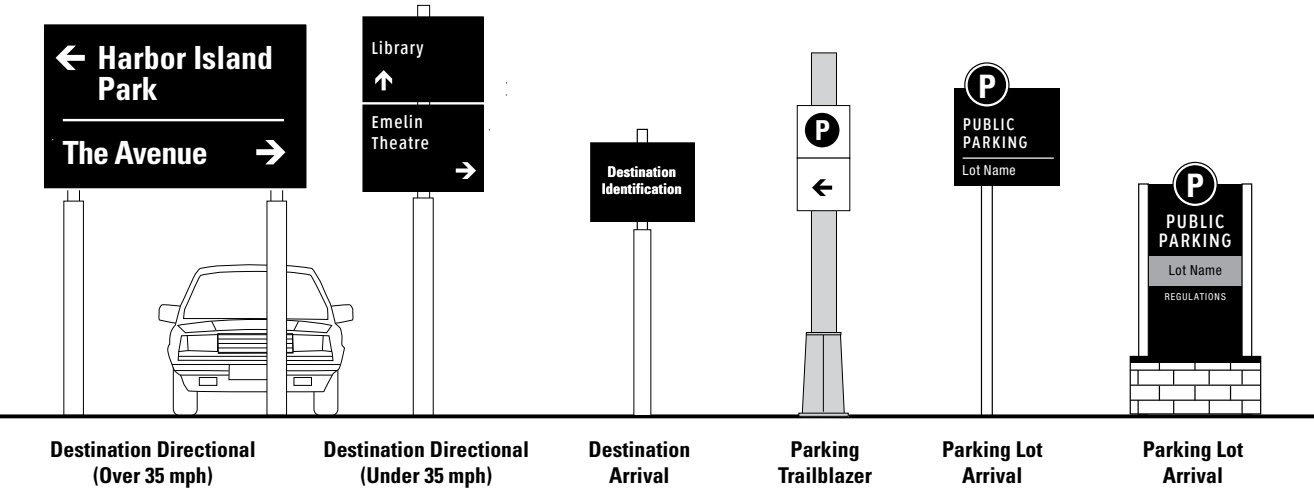 Harbor Island
Park
The Avenue
Library
Emelin
Theatre
Destination
Identification
P
P
PUBLIC
PARKING
Lot Name
P
PUBLIC
PARKING
Lot Name
REGULATIONS
Destination Directional
(Over 35 mph)
Destination Directional
(Under 35 mph)
Destination
Arrival
Parking
Trailblazer
Parking Lot
Arrival
Parking Lot
Arrival